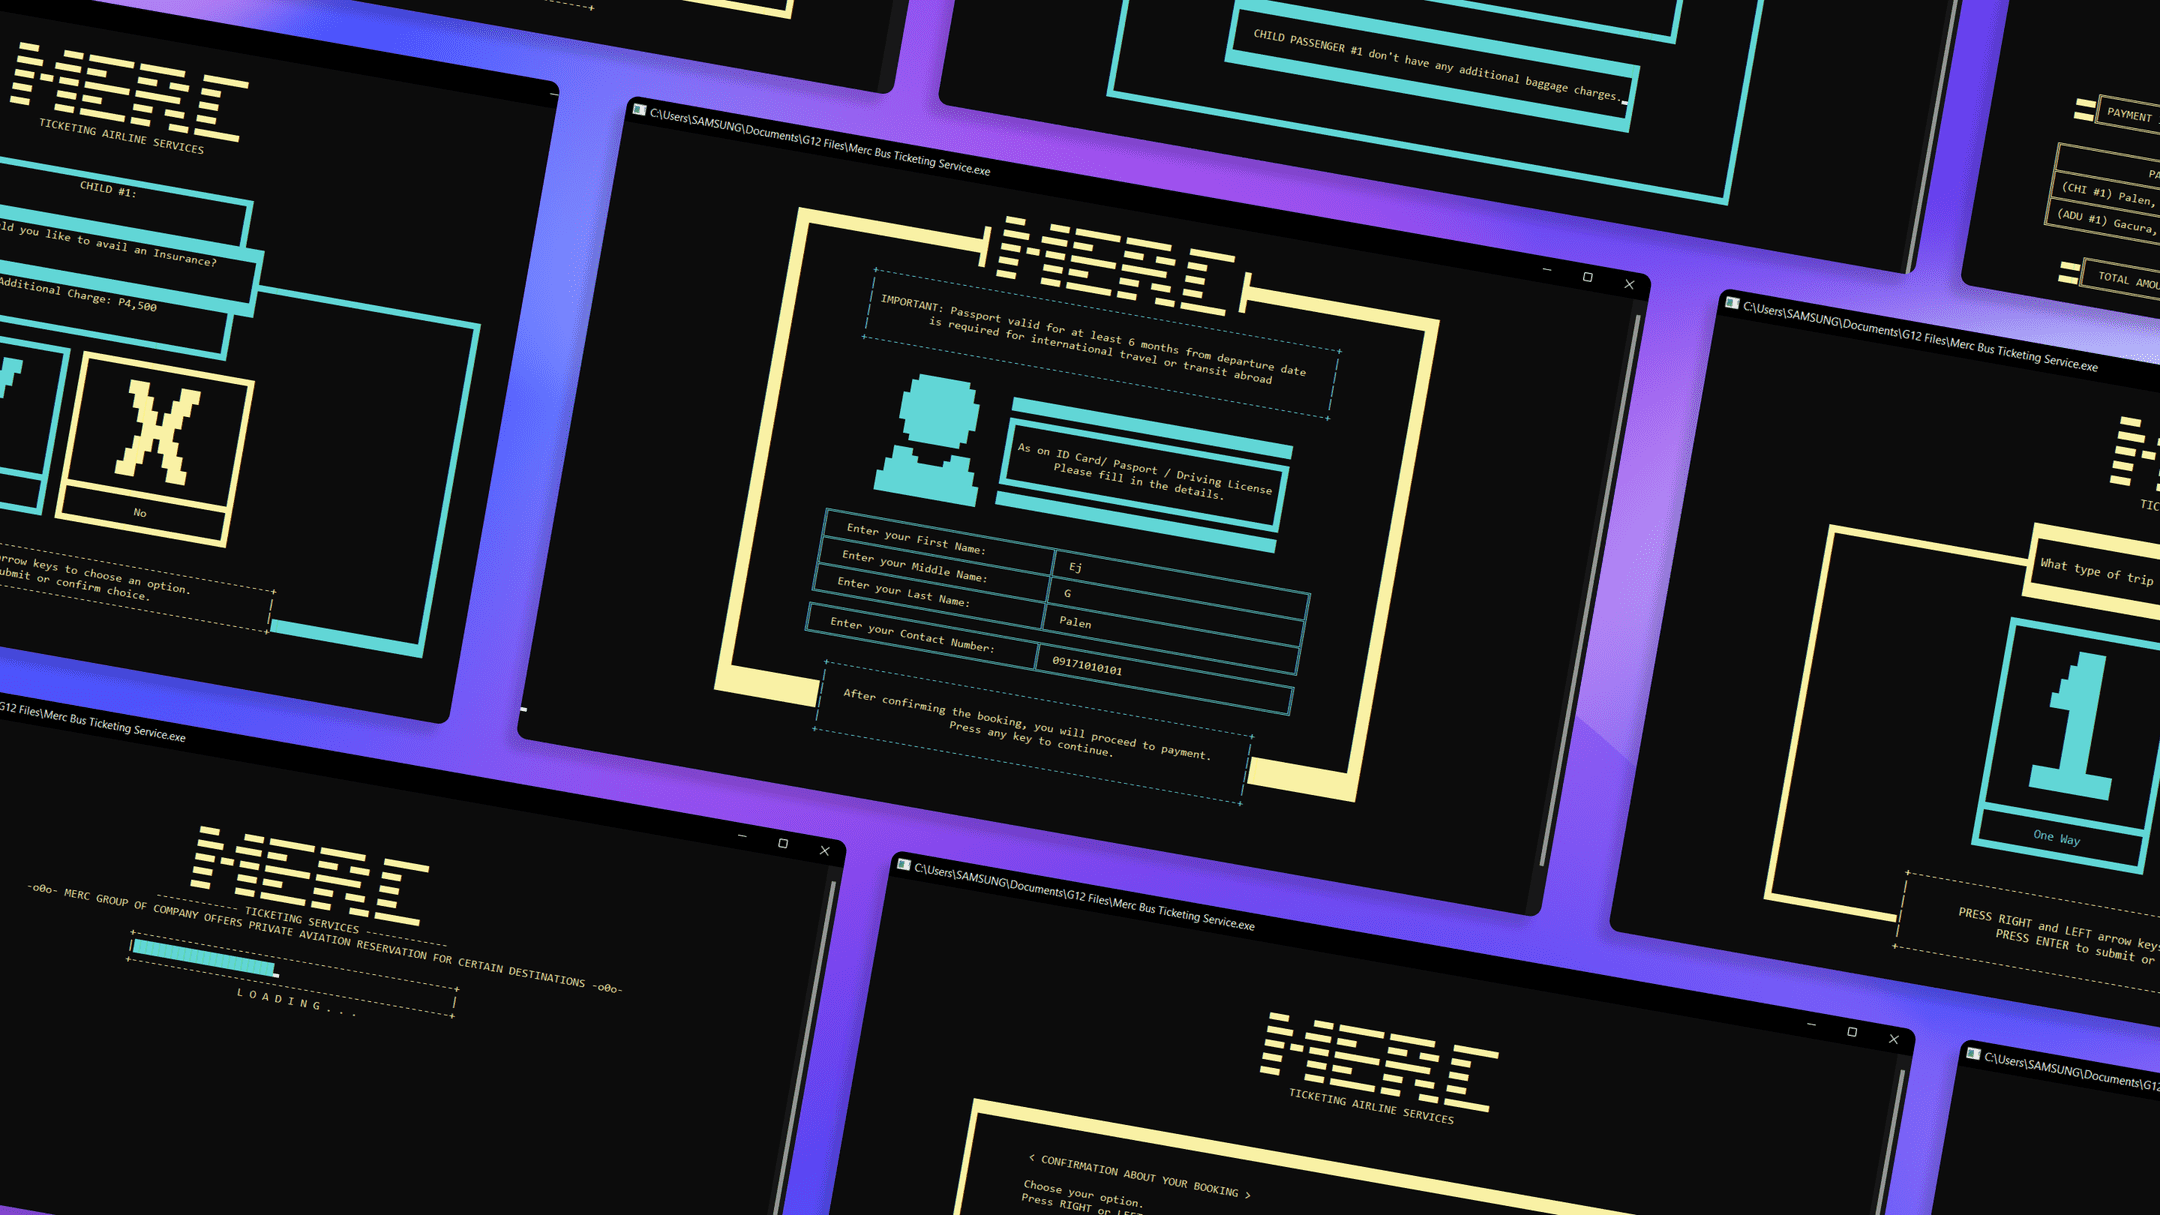 MERC
TICKETING AIRLINE SERVICES
CHILD #1:
ld you like to avail an Insurance?
Additional Charge: P4,500
No
arrow keys to choose an option.
ubmit or confirm choice.
CHILD PASSENGER #1 don't have any additional baggage charges.
PAYMENT
PA
(CHI #1) Palen,
(ADU #1) Gacura,
TOTAL AMOU
C:\Users\SAMSUNG\Documents\G12 Files\Merc Bus Ticketing Service.exe
MERC
IMPORTANT: Passport valid for at least 6 months from departure date
is required for international travel or transit abroad
As on ID Card/ Pasport / Driving License
Please fill in the details.
Enter your First Name: Ej
Enter your Middle Name: G
Enter your Last Name: Palen
Enter your Contact Number: 09171010101
After confirming the booking, you will proceed to payment.
Press any key to continue.
C:\Users\SAMSUNG\Documents\G12 Files\Merc Bus Ticketing Service.exe
TIC
What type of trip
1
One Way
PRESS RIGHT and LEFT arrow keys
PRESS ENTER to submit or
G12 Files\Merc Bus Ticketing Service.exe
MERC
---------- TICKETING SERVICES ----------
-o0o- MERC GROUP OF COMPANY OFFERS PRIVATE AVIATION RESERVATION FOR CERTAIN DESTINATIONS -o0o-
L O A D I N G . . .
C:\Users\SAMSUNG\Documents\G12 Files\Merc Bus Ticketing Service.exe
MERC
TICKETING AIRLINE SERVICES
< CONFIRMATION ABOUT YOUR BOOKING >
Choose your option.
Press RIGHT or LEFT
C:\Users\SAMSUNG\Documents\G12